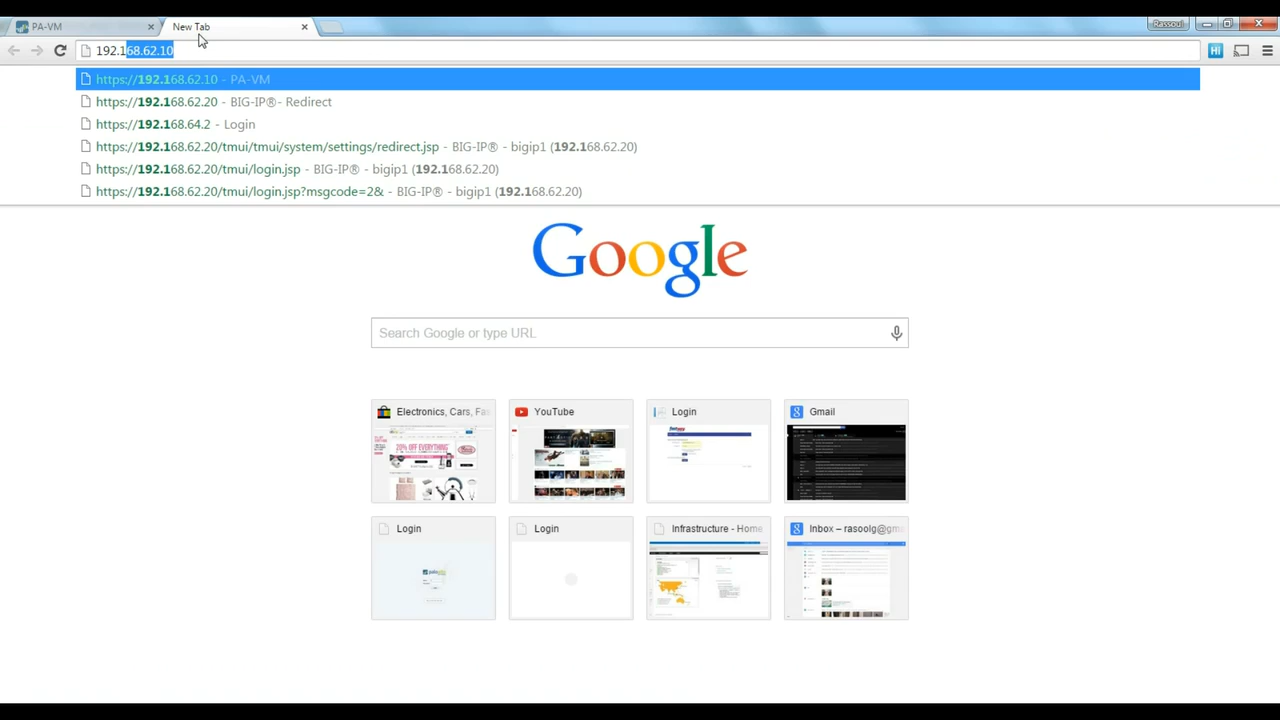 PA-VM
New Tab
Rassoul
192.168.62.10
https://192.168.62.10 - PA-VM
https://192.168.62.20 - BIG-IP®- Redirect
https://192.168.64.2 - Login
https://192.168.62.20/tmui/tmui/system/settings/redirect.jsp - BIG-IP® - bigip1 (192.168.62.20)
https://192.168.62.20/tmui/login.jsp - BIG-IP® - bigip1 (192.168.62.20)
https://192.168.62.20/tmui/login.jsp?msgcode=2& - BIG-IP® - bigip1 (192.168.62.20)
Google
Search Google or type URL
Electronics, Cars, Fa
YouTube
Login
Gmail
20% OFF EVERYTHING
Login
Login
Infrastructure - Home
Inbox – rasoolg@gm